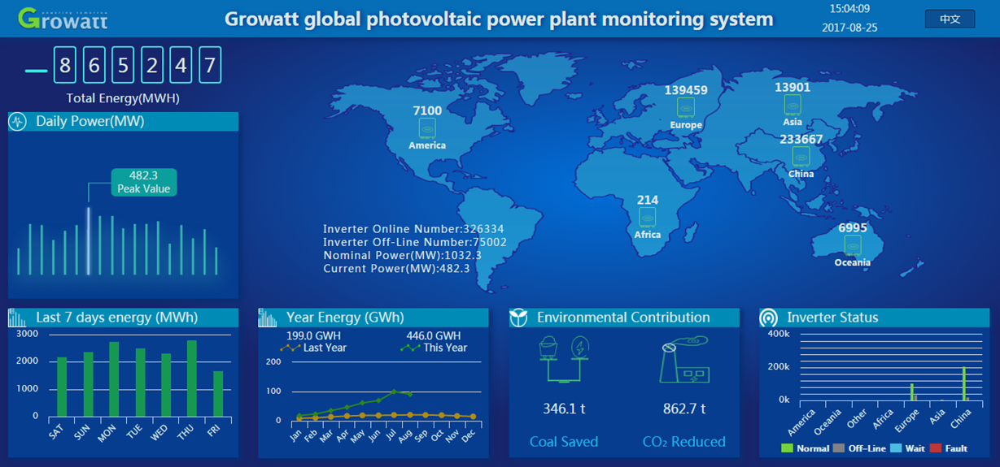 Growatt
powering tomorrow
Growatt global photovoltaic power plant monitoring system
15:04:09
2017-08-25
中文
865247
Total Energy(MWH)
Daily Power(MW)
482.3
Peak Value
7100
America
139459
Europe
13901
Asia
233667
China
214
Africa
6995
Oceania
Inverter Online Number:326334
Inverter Off-Line Number:75002
Nominal Power(MW):1032.3
Current Power(MW):482.3
Last 7 days energy (MWh)
3000
2000
1000
0
SAT SUN MON TUE WED THU FRI
Year Energy (GWh)
199.0 GWH 446.0 GWH
Last Year This Year
200
100
0
Jan Feb Mar Apr May Jun Jul Aug Sep Oct Nov Dec
Environmental Contribution
CO₂
346.1 t 862.7 t
Coal Saved CO₂ Reduced
Inverter Status
400k
200k
0k
America Oceania Other Africa Europe Asia China
Normal Off-Line Wait Fault